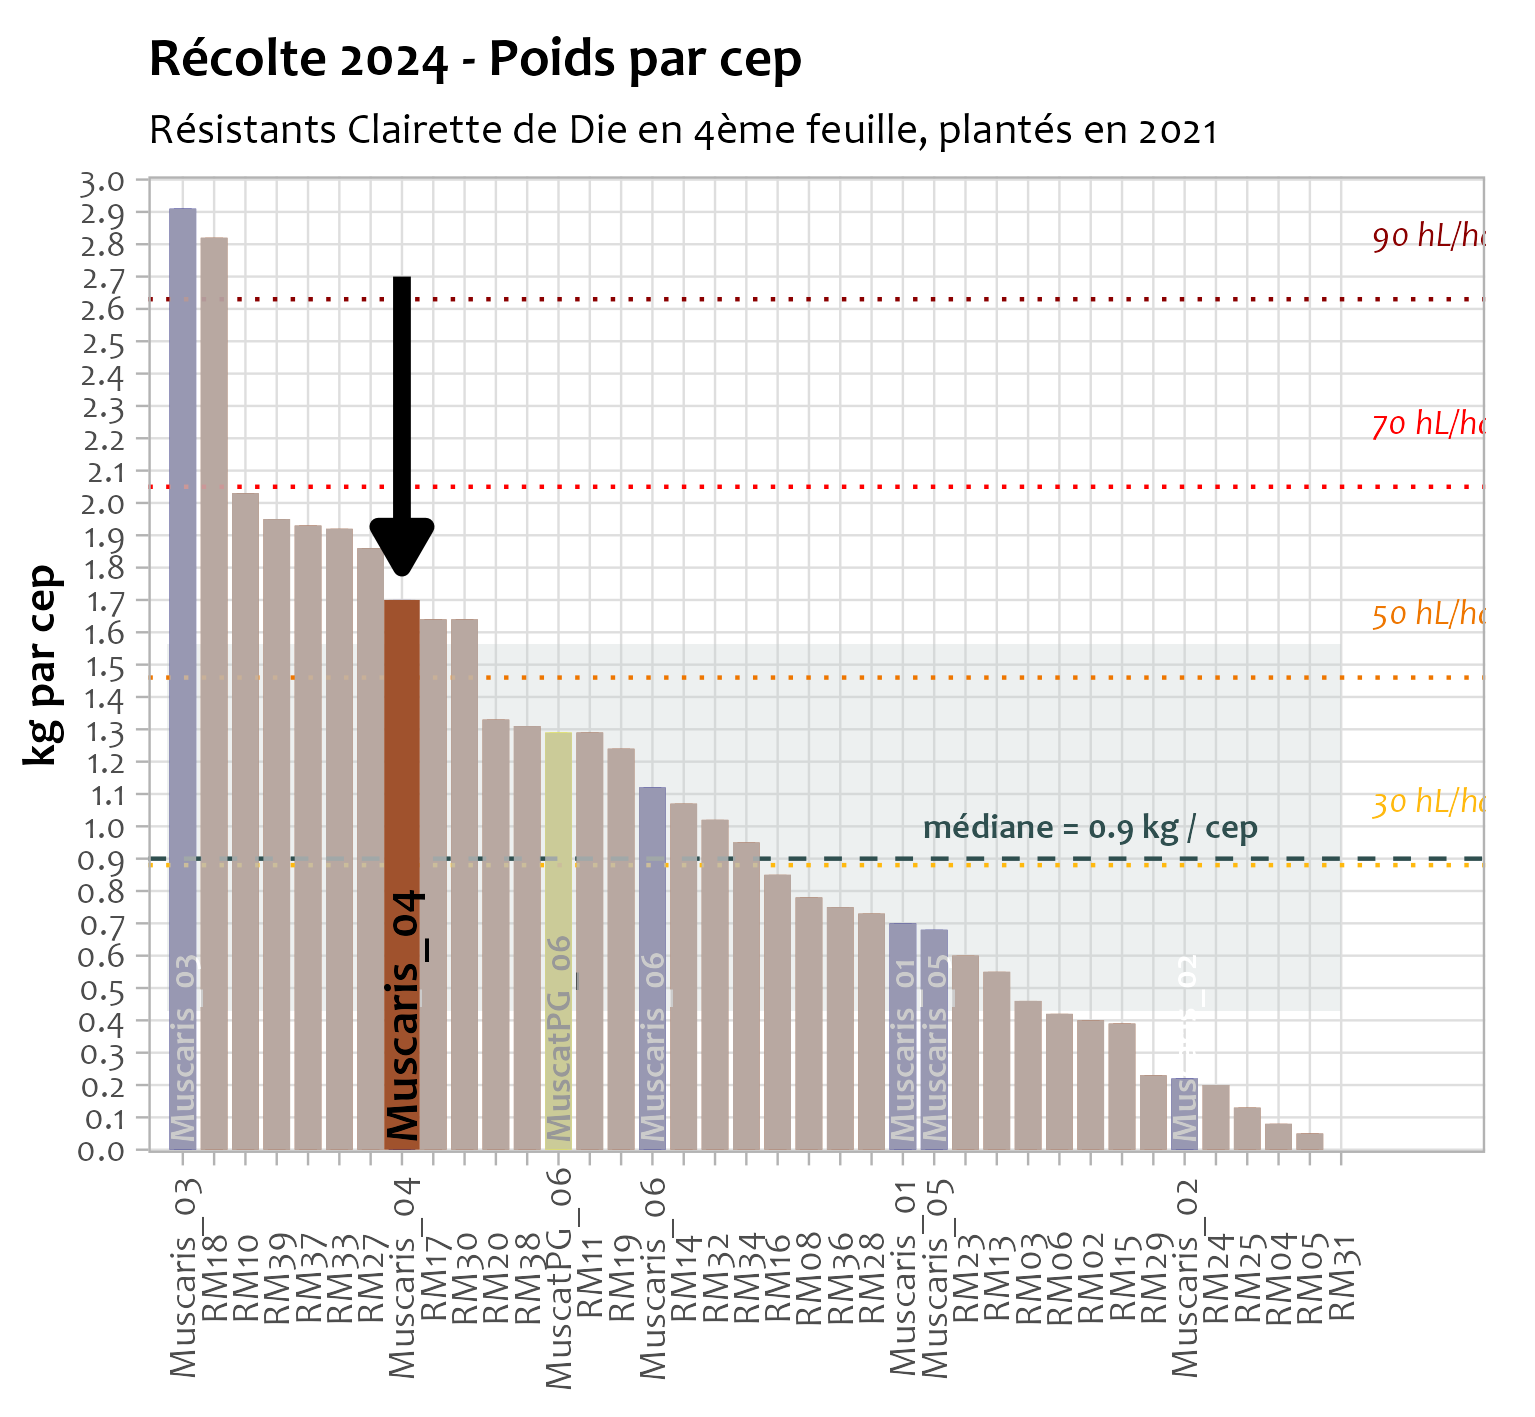 Récolte 2024 - Poids par cep
Résistants Clairette de Die en 4ème feuille, plantés en 2021
kg par cep
3.0
2.9
2.8
2.7
2.6
2.5
2.4
2.3
2.2
2.1
2.0
1.9
1.8
1.7
1.6
1.5
1.4
1.3
1.2
1.1
1.0
0.9
0.8
0.7
0.6
0.5
0.4
0.3
0.2
0.1
0.0
90 hL/ha
70 hL/ha
50 hL/ha
30 hL/ha
médiane = 0.9 kg / cep
Muscaris_03
Muscaris_04
MuscatPG_06
Muscaris_06
Muscaris_01
Muscaris_05
Muscaris_02
Muscaris_03
RM18
RM10
RM39
RM37
RM33
RM27
Muscaris_04
RM17
RM30
RM20
RM38
MuscatPG_06
RM11
RM19
Muscaris_06
RM14
RM32
RM34
RM16
RM08
RM36
RM28
Muscaris_01
Muscaris_05
RM23
RM13
RM03
RM06
RM02
RM15
RM29
Muscaris_02
RM24
RM25
RM04
RM05
RM31